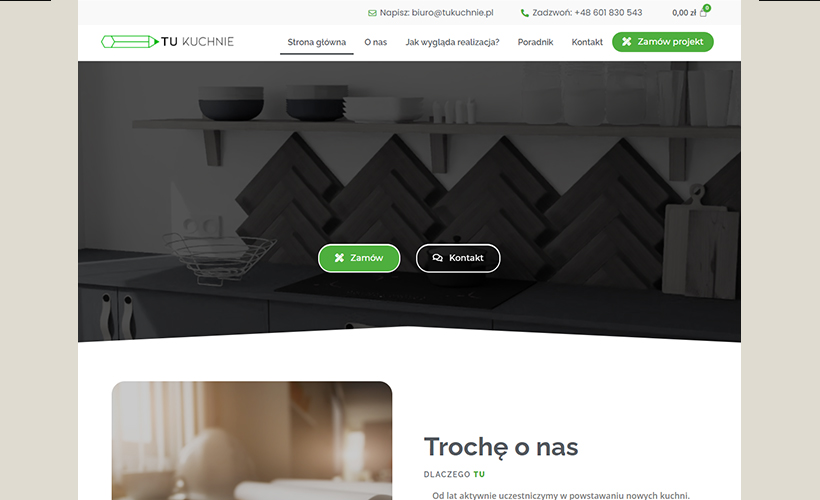 Napisz: biuro@tukuchnie.pl Zadzwoń: +48 601 830 543 0,00 zł 0
TU KUCHNIE Strona główna O nas Jak wygląda realizacja? Poradnik Kontakt Zamów projekt
Zamów Kontakt
Trochę o nas
DLACZEGO TU
Od lat aktywnie uczestniczymy w powstawaniu nowych kuchni.